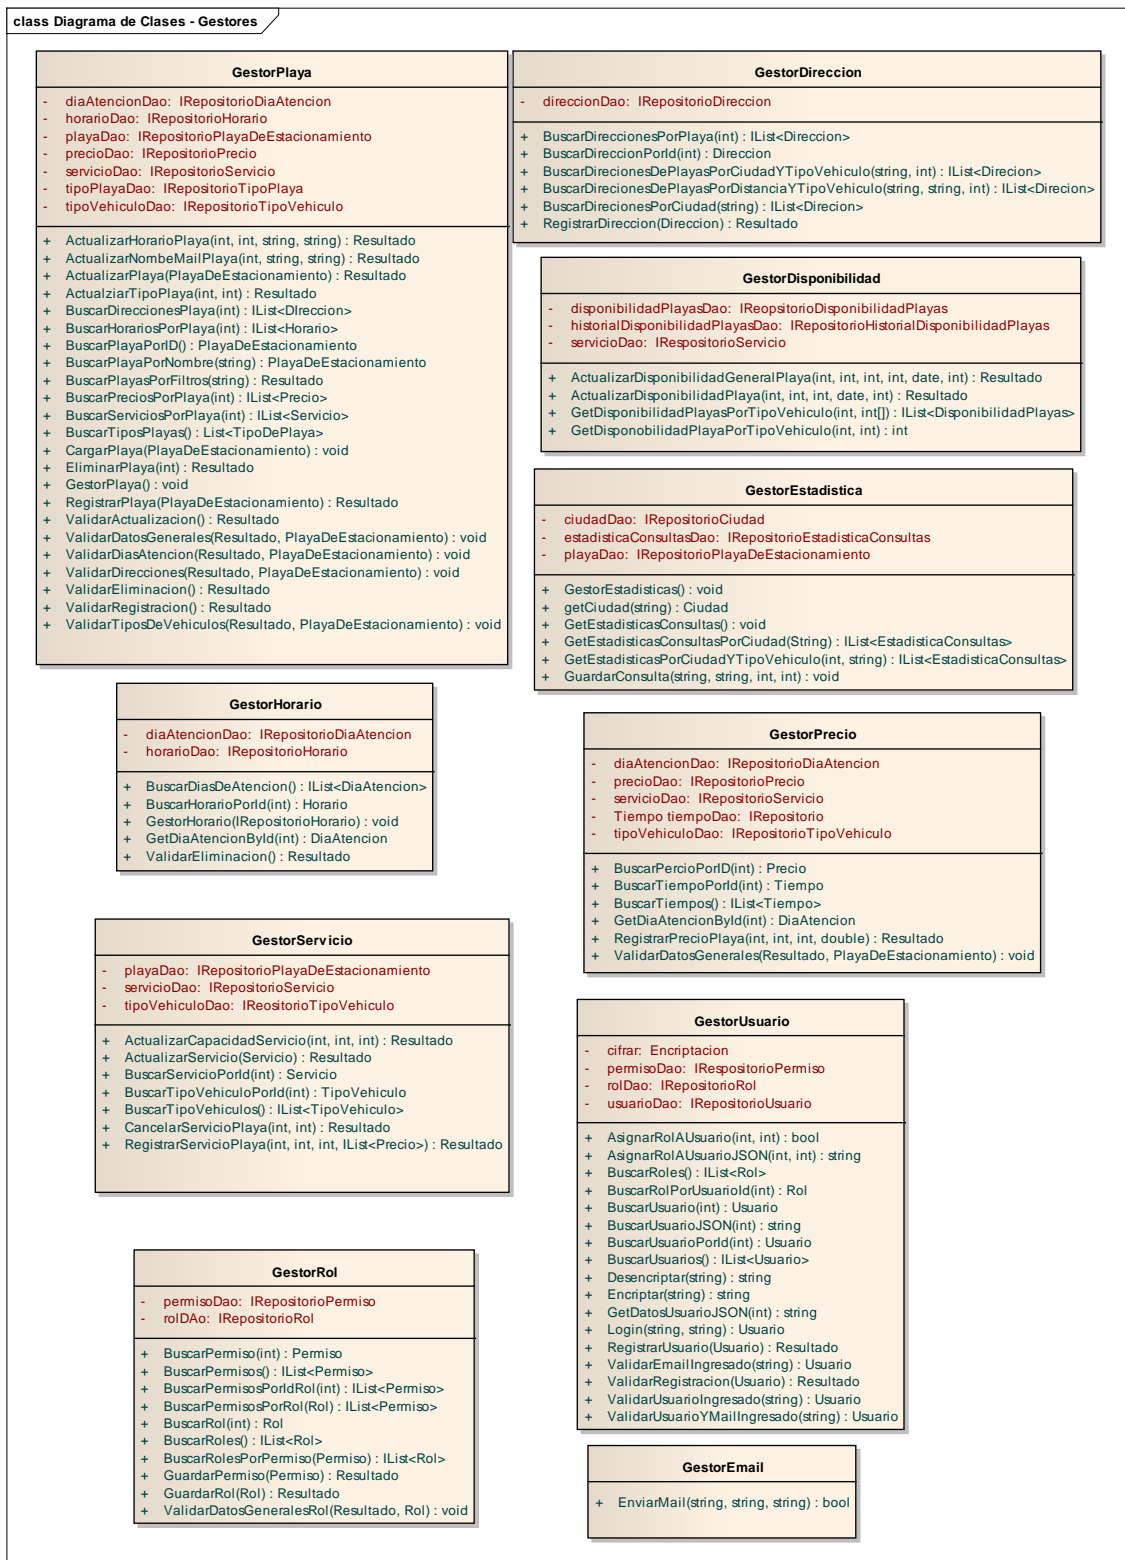 class Diagrama de Clases - Gestores
GestorPlaya
- diaAtencionDao: IRepositorioDiaAtencion
- horarioDao: IRepositorioHorario
- playaDao: IRepositorioPlayaDeEstacionamiento
- precioDao: IRepositorioPrecio
- servicioDao: IRepositorioServicio
- tipoPlayaDao: IRepositorioTipoPlaya
- tipoVehiculoDao: IRepositorioTipoVehiculo
+ ActualizarHorarioPlaya(int, int, string, string) : Resultado
+ ActualizarNombeMailPlaya(int, string, string) : Resultado
+ ActualizarPlaya(PlayaDeEstacionamiento) : Resultado
+ ActualziarTipoPlaya(int, int) : Resultado
+ BuscarDireccionesPlaya(int) : IList<DIreccion>
+ BuscarHorariosPorPlaya(int) : IList<Horario>
+ BuscarPlayaPorID() : PlayaDeEstacionamiento
+ BuscarPlayaPorNombre(string) : PlayaDeEstacionamiento
+ BuscarPlayasPorFiltros(string) : Resultado
+ BuscarPreciosPorPlaya(int) : IList<Precio>
+ BuscarServiciosPorPlaya(int) : IList<Servicio>
+ BuscarTiposPlayas() : List<TipoDePlaya>
+ CargarPlaya(PlayaDeEstacionamiento) : void
+ EliminarPlaya(int) : Resultado
+ GestorPlaya() : void
+ RegistrarPlaya(PlayaDeEstacionamiento) : Resultado
+ ValidarActualizacion() : Resultado
+ ValidarDatosGenerales(Resultado, PlayaDeEstacionamiento) : void
+ ValidarDiasAtencion(Resultado, PlayaDeEstacionamiento) : void
+ ValidarDirecciones(Resultado, PlayaDeEstacionamiento) : void
+ ValidarEliminacion() : Resultado
+ ValidarRegistracion() : Resultado
+ ValidarTiposDeVehiculos(Resultado, PlayaDeEstacionamiento) : void
GestorDireccion
- direccionDao: IRepositorioDireccion
+ BuscarDireccionesPorPlaya(int) : IList<Direccion>
+ BuscarDireccionPorId(int) : Direccion
+ BuscarDirecionesDePlayasPorCiudadYTipoVehiculo(string, int) : IList<Direcion>
+ BuscarDirecionesDePlayasPorDistanciaYTipoVehiculo(string, string, int) : IList<Direcion>
+ BuscarDirecionesPorCiudad(string) : IList<Direcion>
+ RegistrarDireccion(Direccion) : Resultado
GestorDisponibilidad
- disponibilidadPlayasDao: IReopsitorioDisponibilidadPlayas
- historialDisponibilidadPlayasDao: IRepositorioHistorialDisponibilidadPlayas
- servicioDao: IRespositorioServicio
+ ActualizarDisponibilidadGeneralPlaya(int, int, int, int, date, int) : Resultado
+ ActualizarDisponibilidadPlaya(int, int, int, date, int) : Resultado
+ GetDisponibilidadPlayasPorTipoVehiculo(int, int[]) : IList<DisponibilidadPlayas>
+ GetDisponobilidadPlayaPorTipoVehiculo(int, int) : int
GestorEstadistica
- ciudadDao: IRepositorioCiudad
- estadisticaConsultasDao: IRepositorioEstadisticaConsultas
- playaDao: IRepositorioPlayaDeEstacionamiento
+ GestorEstadisticas() : void
+ getCiudad(string) : Ciudad
+ GetEstadisticasConsultas() : void
+ GetEstadisticasConsultasPorCiudad(String) : IList<EstadisticaConsultas>
+ GetEstadisticasPorCiudadYTipoVehiculo(int, string) : IList<EstadisticaConsultas>
+ GuardarConsulta(string, string, int, int) : void
GestorHorario
- diaAtencionDao: IRepositorioDiaAtencion
- horarioDao: IRepositorioHorario
+ BuscarDiasDeAtencion() : IList<DiaAtencion>
+ BuscarHorarioPorId(int) : Horario
+ GestorHorario(IRepositorioHorario) : void
+ GetDiaAtencionById(int) : DiaAtencion
+ ValidarEliminacion() : Resultado
GestorPrecio
- diaAtencionDao: IRepositorioDiaAtencion
- precioDao: IRepositorioPrecio
- servicioDao: IRepositorioServicio
- Tiempo tiempoDao: IRepositorio
- tipoVehiculoDao: IRepositorioTipoVehiculo
+ BuscarPercioPorID(int) : Precio
+ BuscarTiempoPorId(int) : Tiempo
+ BuscarTiempos() : IList<Tiempo>
+ GetDiaAtencionById(int) : DiaAtencion
+ RegistrarPrecioPlaya(int, int, int, double) : Resultado
+ ValidarDatosGenerales(Resultado, PlayaDeEstacionamiento) : void
GestorServicio
- playaDao: IRepositorioPlayaDeEstacionamiento
- servicioDao: IRepositorioServicio
- tipoVehiculoDao: IReositorioTipoVehiculo
+ ActualizarCapacidadServicio(int, int, int) : Resultado
+ ActualizarServicio(Servicio) : Resultado
+ BuscarServicioPorId(int) : Servicio
+ BuscarTipoVehiculoPorId(int) : TipoVehiculo
+ BuscarTipoVehiculos() : IList<TipoVehiculo>
+ CancelarServicioPlaya(int, int) : Resultado
+ RegistrarServicioPlaya(int, int, int, IList<Precio>) : Resultado
GestorUsuario
- cifrar: Encriptacion
- permisoDao: IRespositorioPermiso
- rolDao: IRepositorioRol
- usuarioDao: IRepositorioUsuario
+ AsignarRolAUsuario(int, int) : bool
+ AsignarRolAUsuarioJSON(int, int) : string
+ BuscarRoles() : IList<Rol>
+ BuscarRolPorUsuarioId(int) : Rol
+ BuscarUsuario(int) : Usuario
+ BuscarUsuarioJSON(int) : string
+ BuscarUsuarioPorId(int) : Usuario
+ BuscarUsuarios() : IList<Usuario>
+ Desencriptar(string) : string
+ Encriptar(string) : string
+ GetDatosUsuarioJSON(int) : string
+ Login(string, string) : Usuario
+ RegistrarUsuario(Usuario) : Resultado
+ ValidarEmailIngresado(string) : Usuario
+ ValidarRegistracion(Usuario) : Resultado
+ ValidarUsuarioIngresado(string) : Usuario
+ ValidarUsuarioYMailIngresado(string) : Usuario
GestorRol
- permisoDao: IRepositorioPermiso
- rolDAo: IRepositorioRol
+ BuscarPermiso(int) : Permiso
+ BuscarPermisos() : IList<Permiso>
+ BuscarPermisosPorIdRol(int) : IList<Permiso>
+ BuscarPermisosPorRol(Rol) : IList<Permiso>
+ BuscarRol(int) : Rol
+ BuscarRoles() : IList<Rol>
+ BuscarRolesPorPermiso(Permiso) : IList<Rol>
+ GuardarPermiso(Permiso) : Resultado
+ GuardarRol(Rol) : Resultado
+ ValidarDatosGeneralesRol(Resultado, Rol) : void
GestorEmail
+ EnviarMail(string, string, string) : bool